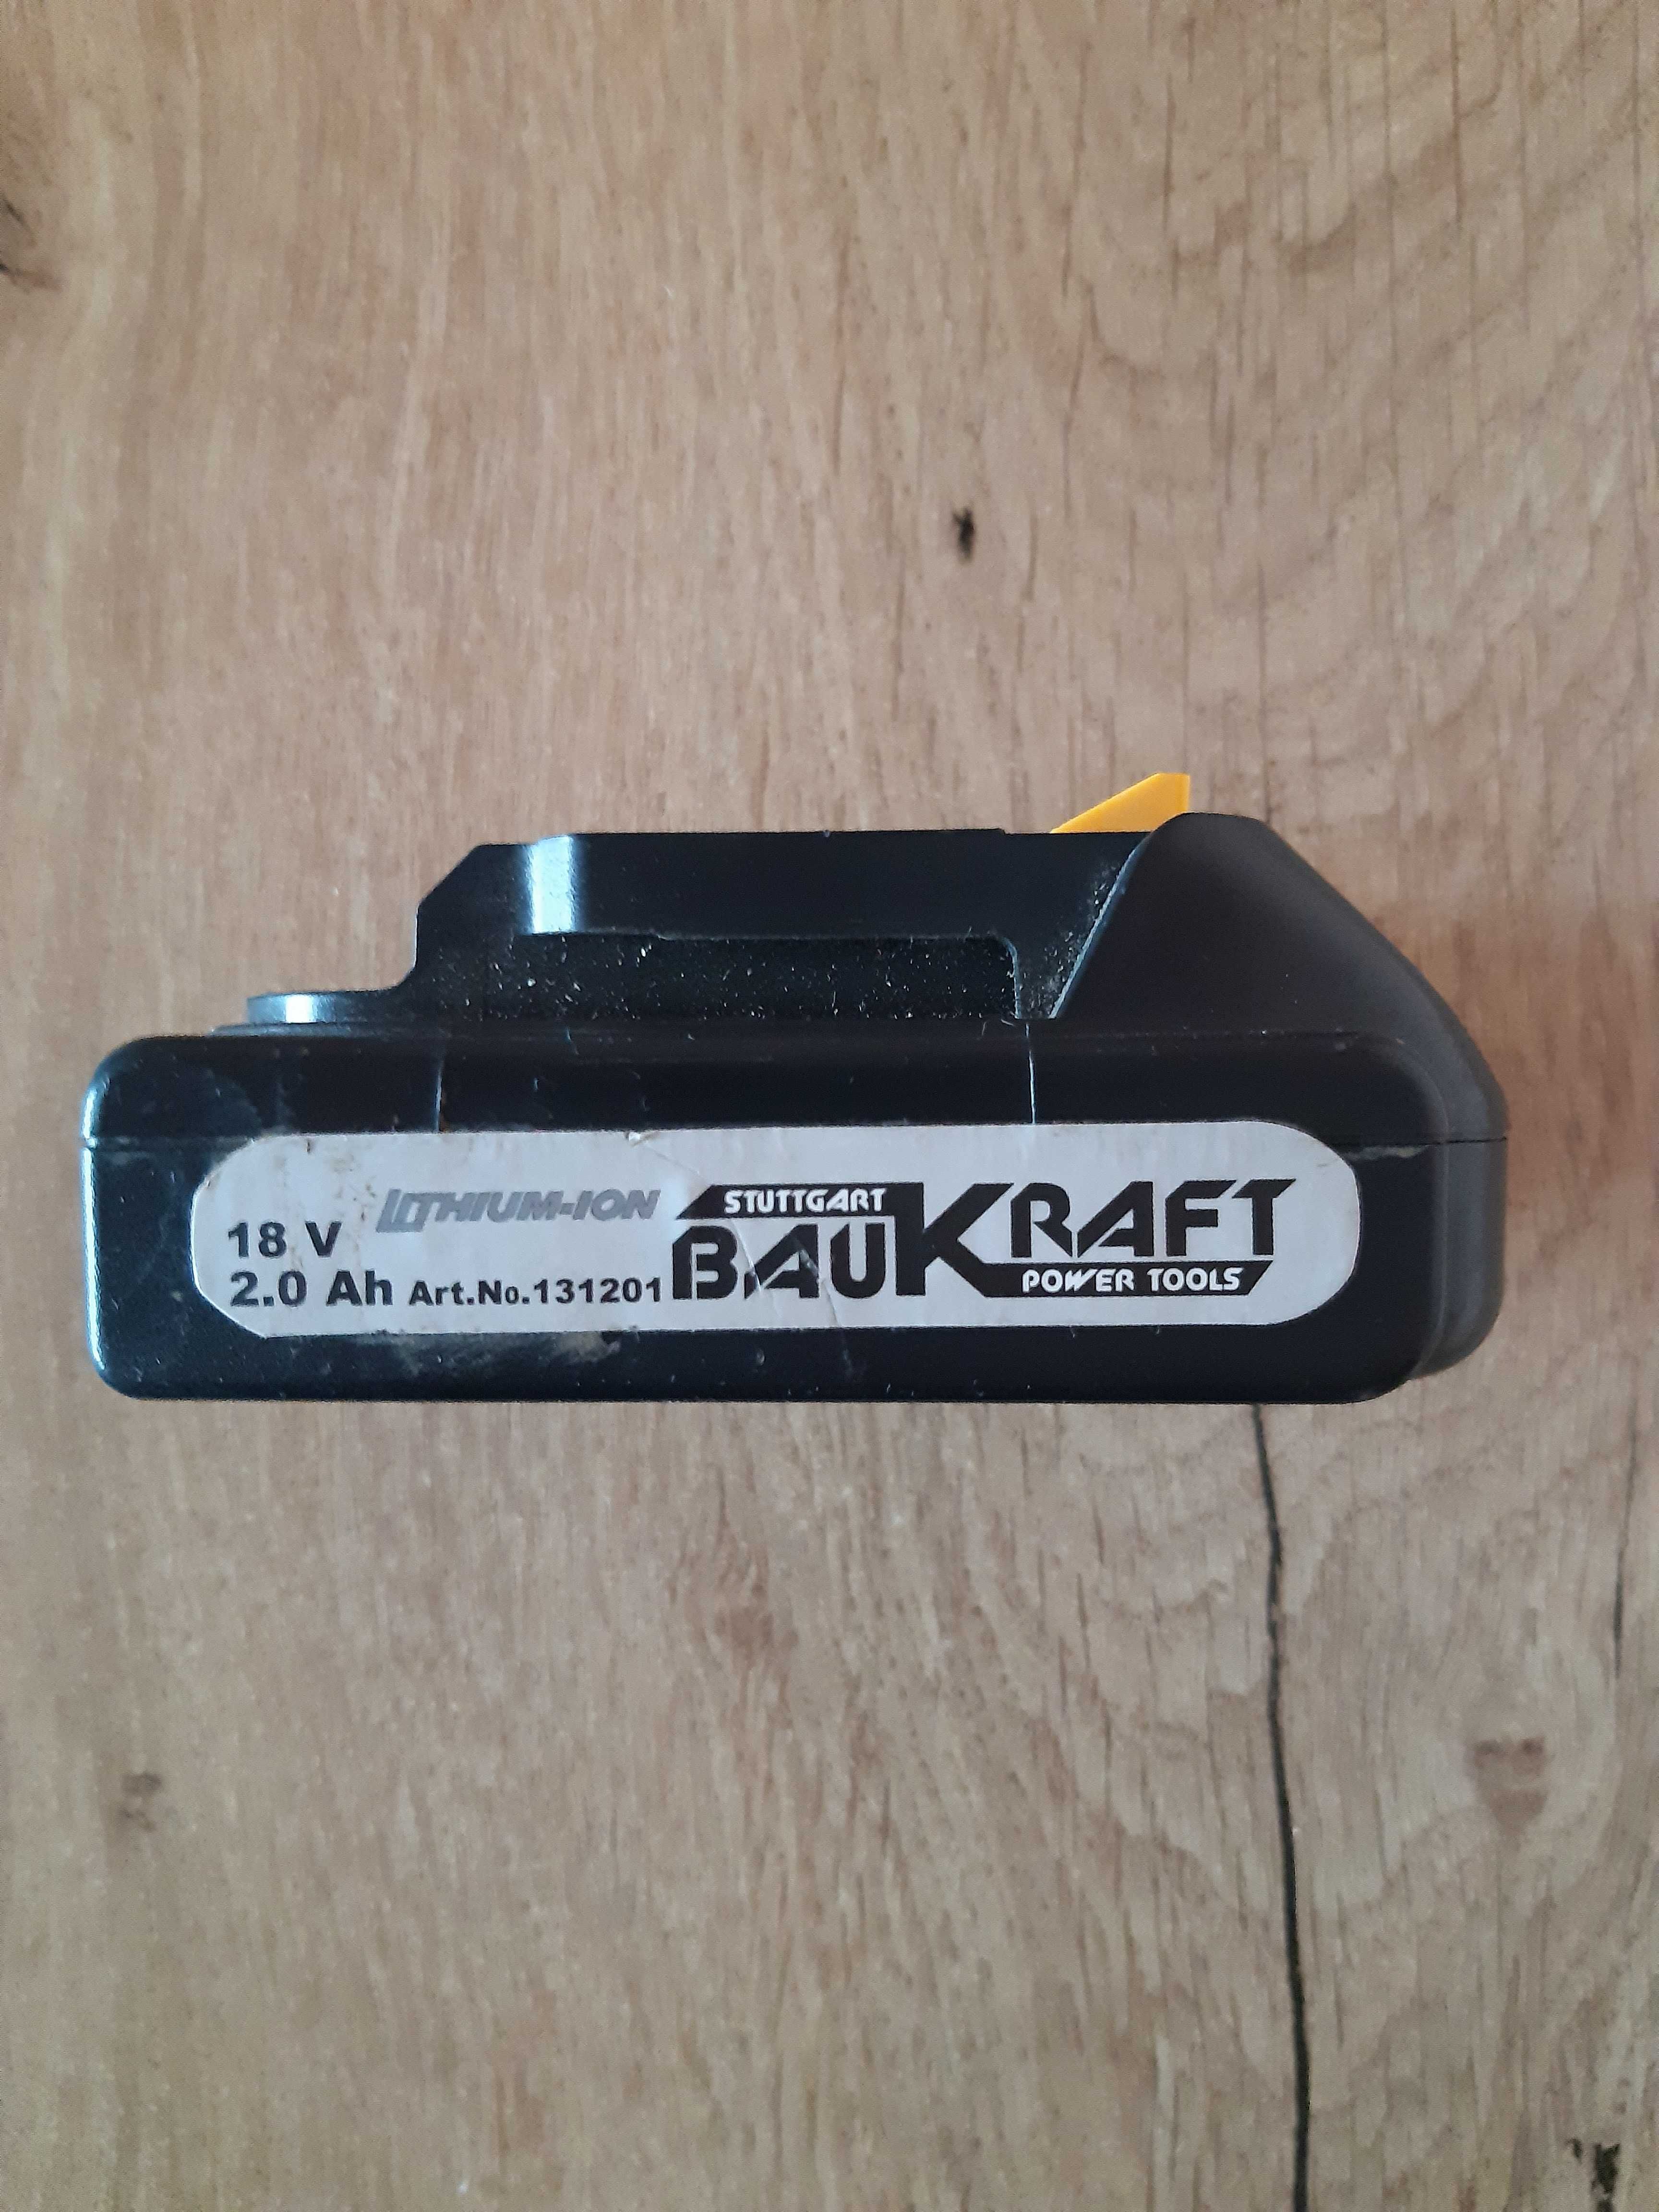 LITHIUM-ION
18 V
2.0 Ah Art.No.131201
STUTTGART
BAUKRAFT
POWER TOOLS